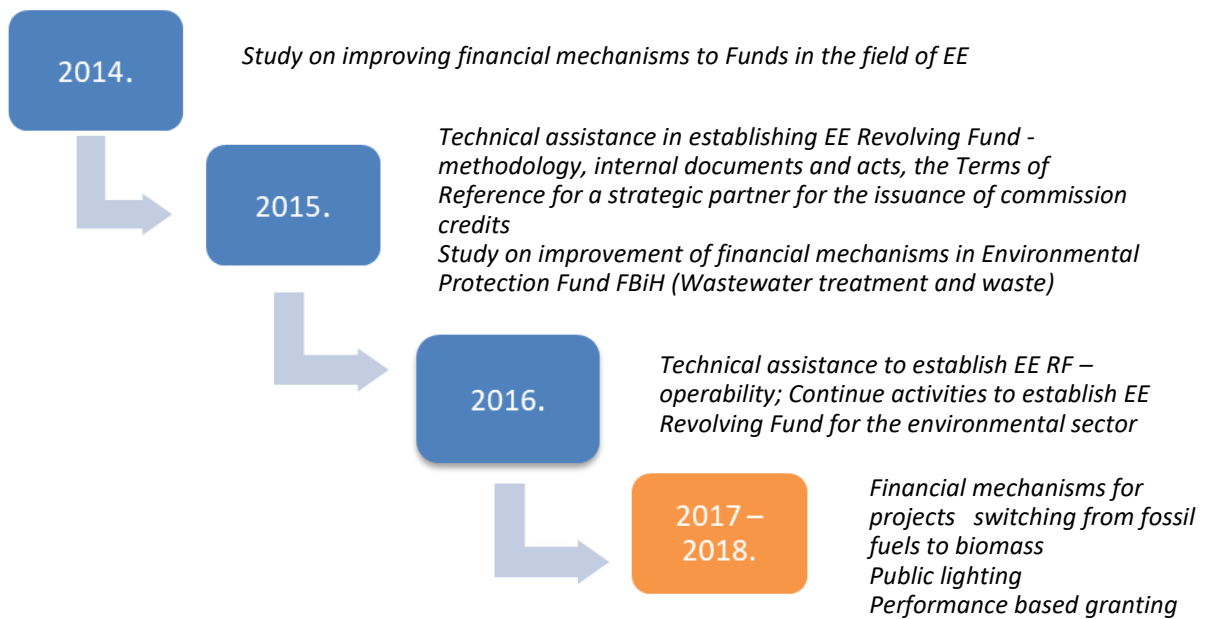 2014.
Study on improving financial mechanisms to Funds in the field of EE
2015.
Technical assistance in establishing EE Revolving Fund -
methodology, internal documents and acts, the Terms of
Reference for a strategic partner for the issuance of commission
credits
Study on improvement of financial mechanisms in Environmental
Protection Fund FBiH (Wastewater treatment and waste)
2016.
Technical assistance to establish EE RF –
operability; Continue activities to establish EE
Revolving Fund for the environmental sector
2017 –
2018.
Financial mechanisms for
projects switching from fossil
fuels to biomass
Public lighting
Performance based granting